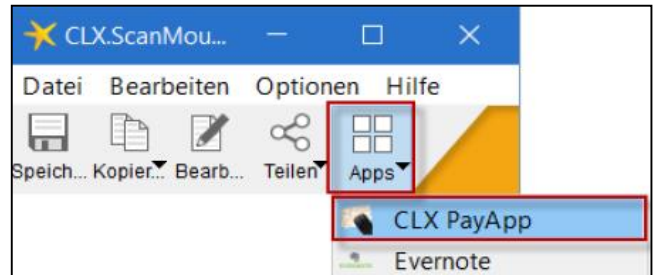 CLX.ScanMou...
Datei Bearbeiten Optionen Hilfe
Speich... Kopier... Bearb... Teilen Apps
CLX PayApp
Evernote